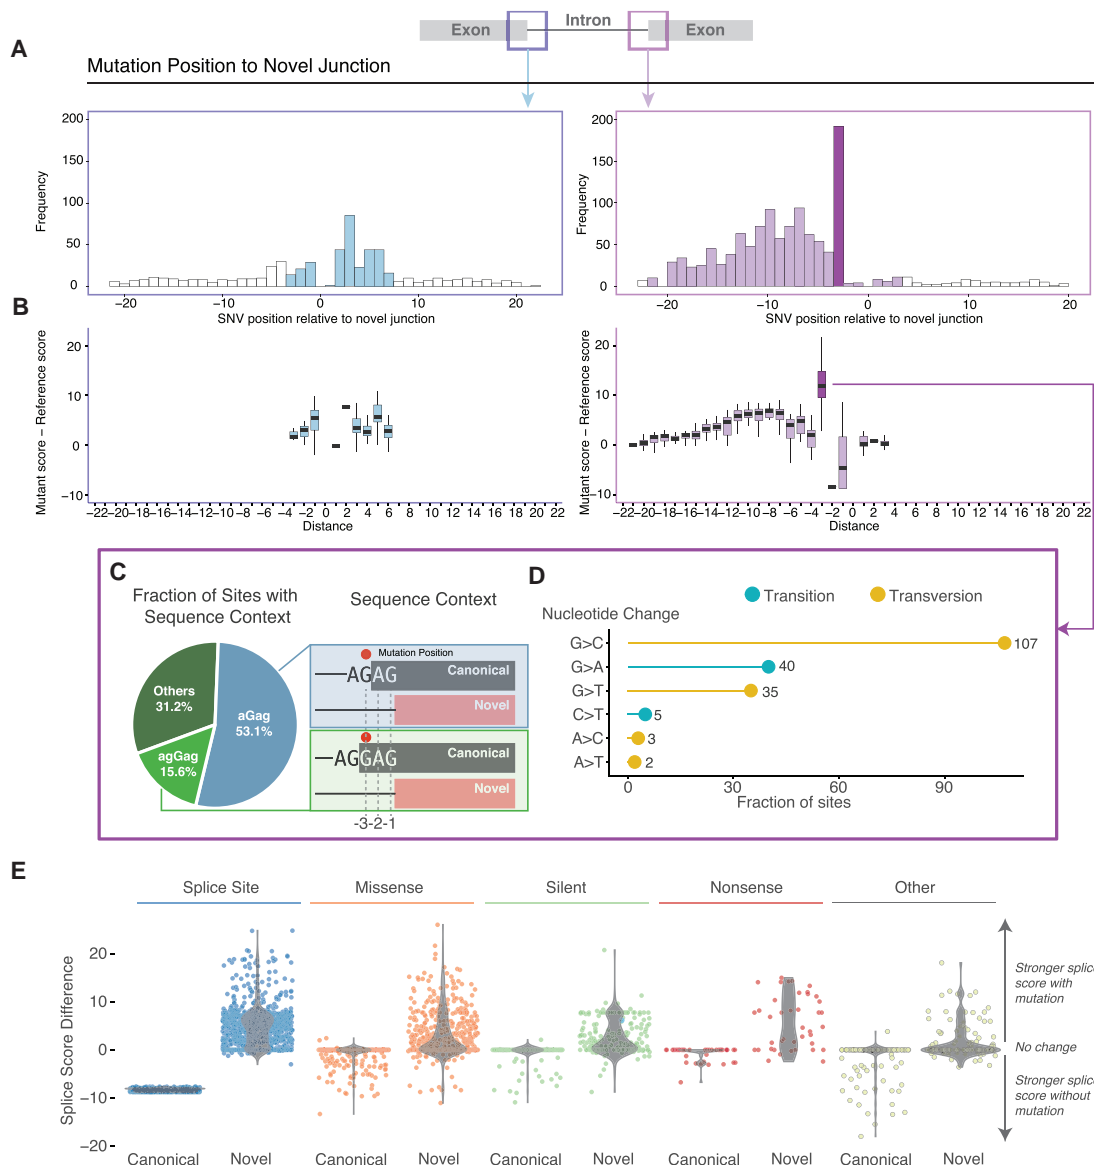 Exon
Intron
Exon
A
Mutation Position to Novel Junction
200
150
100
50
0
Frequency
−20
−10
0
10
20
SNV position relative to novel junction
200
150
100
50
0
Frequency
−20
−10
0
10
20
SNV position relative to novel junction
B
20
10
0
−10
Mutant score − Reference score
−22−20−18−16−14−12−10 −8 −6 −4 −2 0 2 4 6 8 10 12 14 16 18 20 22
Distance
20
10
0
−10
Mutant score − Reference score
−22−20−18−16−14−12−10 −8 −6 −4 −2 0 2 4 6 8 10 12 14 16 18 20 22
Distance
C
Fraction of Sites with
Sequence Context
Others
31.2%
aGag
53.1%
agGag
15.6%
Sequence Context
Mutation Position
AGAG
Canonical
Novel
AGGAG
Canonical
Novel
-3-2-1
D
Transition
Transversion
Nucleotide Change
G>C
107
G>A
40
G>T
35
C>T
5
A>C
3
A>T
2
0
30
60
90
Fraction of sites
E
Splice Site
Missense
Silent
Nonsense
Other
20
10
0
−10
−20
Splice Score Difference
Stronger splice
score with
mutation
No change
Stronger splice
score without
mutation
Canonical
Novel
Canonical
Novel
Canonical
Novel
Canonical
Novel
Canonical
Novel